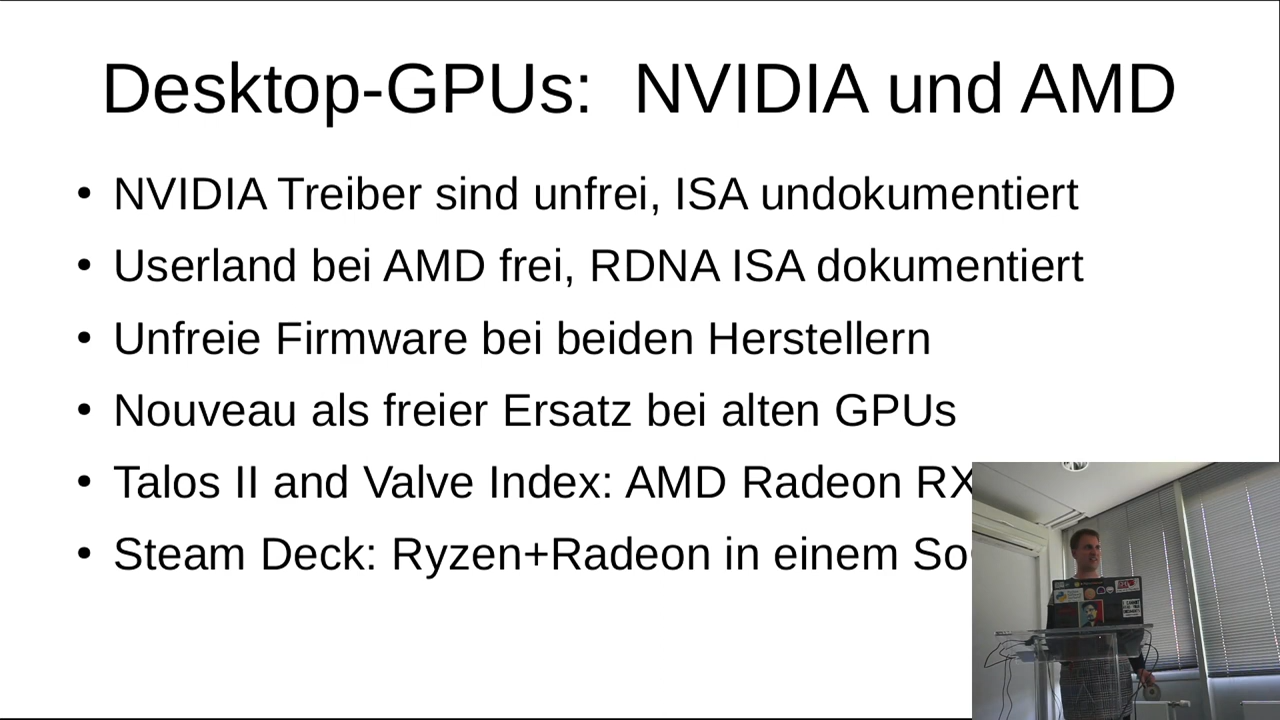 Desktop-GPUs: NVIDIA und AMD
• NVIDIA Treiber sind unfrei, ISA undokumentiert
• Userland bei AMD frei, RDNA ISA dokumentiert
• Unfreie Firmware bei beiden Herstellern
• Nouveau als freier Ersatz bei alten GPUs
• Talos II and Valve Index: AMD Radeon RX
• Steam Deck: Ryzen+Radeon in einem